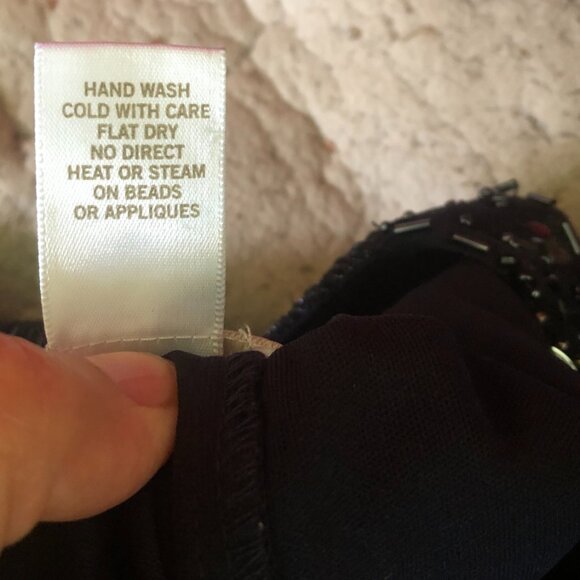 HAND WASH
COLD WITH CARE
FLAT DRY
NO DIRECT
HEAT OR STEAM
ON BEADS
OR APPLIQUES